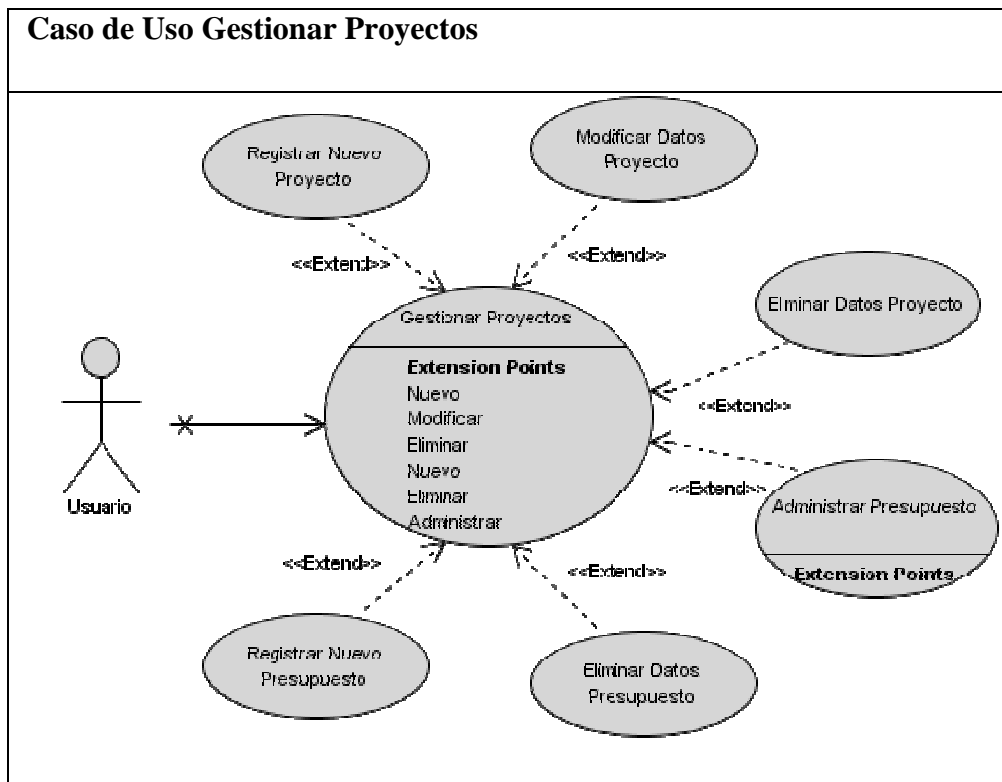 Caso de Uso Gestionar Proyectos
Registrar Nuevo
Proyecto
Modificar Datos
Proyecto
<<Extend>>
<<Extend>>
Elminar Datos Proyecto
Gestionar Proyectos
Extension Points
Nuevo
Modificar
Eliminar
Nuevo
Eliminar
Administrar
<<Extend>>
Usuario
<<Extend>>
Administrar Presupuesto
Extension Points
<<Extend>>
<<Extend>>
Registrar Nuevo
Presupuesto
Eliminar Datos
Presupuesto